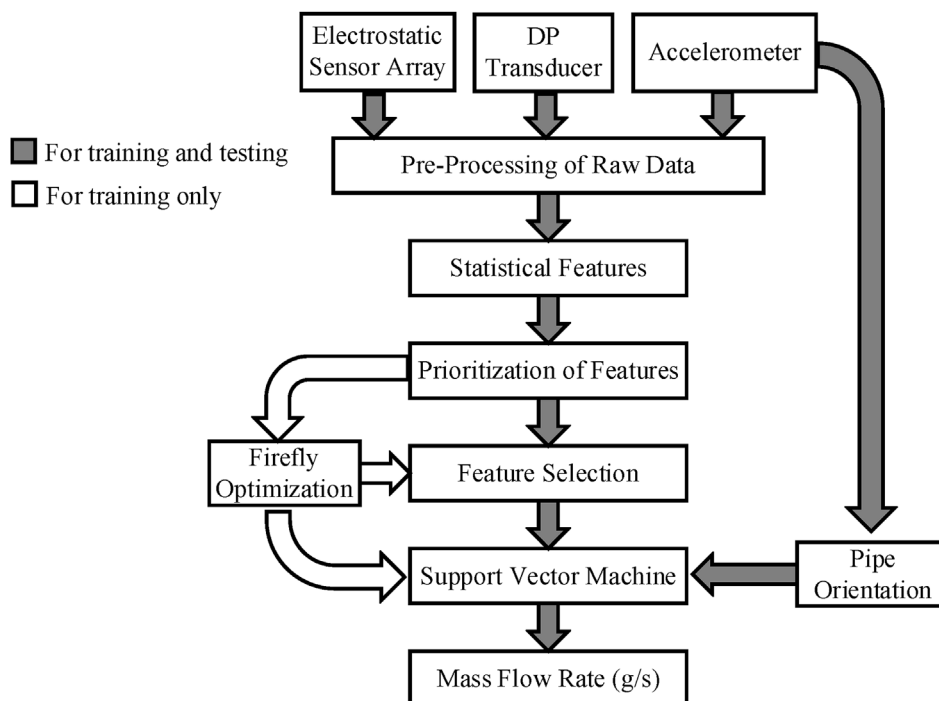 Electrostatic
Sensor Array
DP
Transducer
Accelerometer
For training and testing
For training only
Pre-Processing of Raw Data
Statistical Features
Prioritization of Features
Firefly
Optimization
Feature Selection
Support Vector Machine
Pipe
Orientation
Mass Flow Rate (g/s)